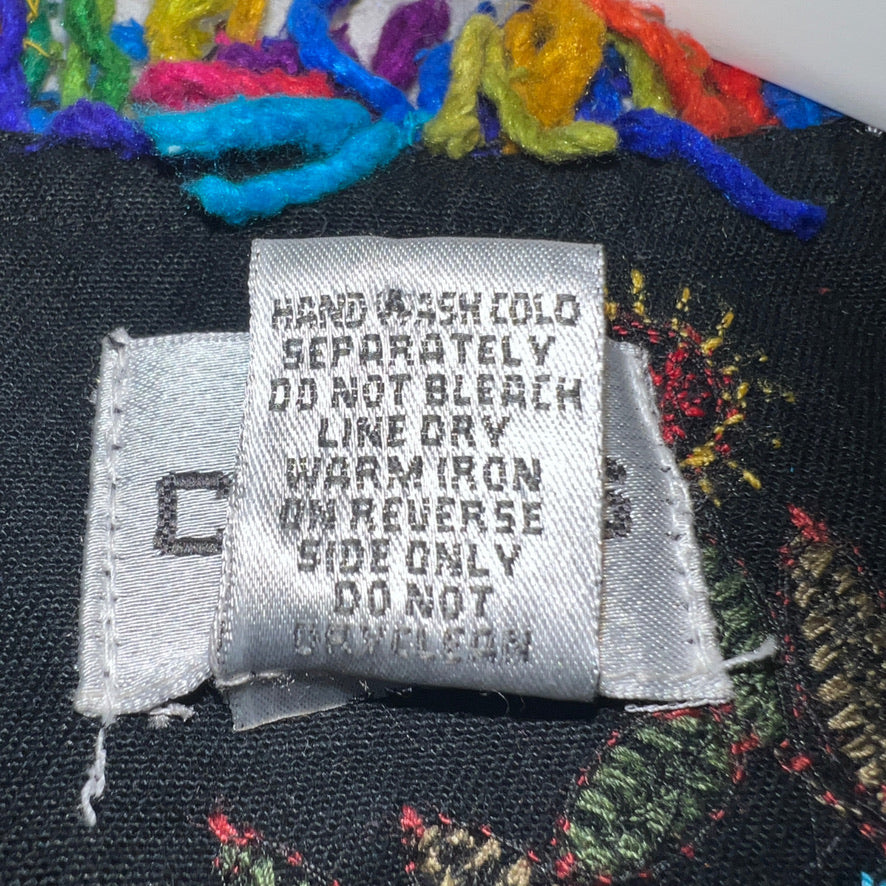 HAND WASH COLD
SEPARATELY
DO NOT BLEACH
LINE DRY
WARM IRON
ON REVERSE
SIDE ONLY
DO NOT
DRYCLEAN